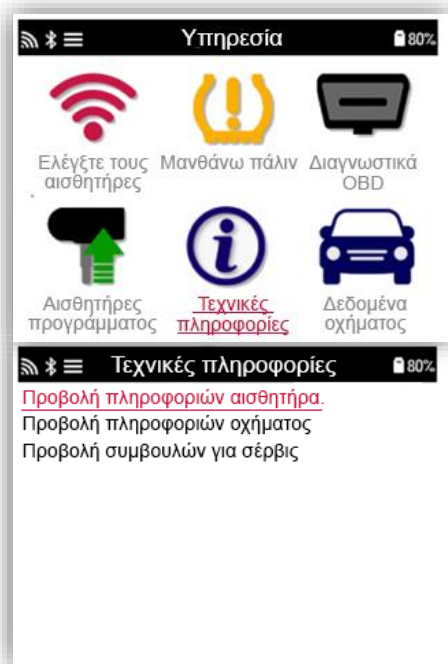 Υπηρεσία 80%
Ελέγξτε τους Μανθάνω πάλιν Διαγνωστικά
αισθητήρες OBD
Αισθητήρες Τεχνικές Δεδομένα
προγράμματος πληροφορίες οχήματος
Τεχνικές πληροφορίες 80%
Προβολή πληροφοριών αισθητήρα.
Προβολή πληροφοριών οχήματος
Προβολή συμβουλών για σέρβις